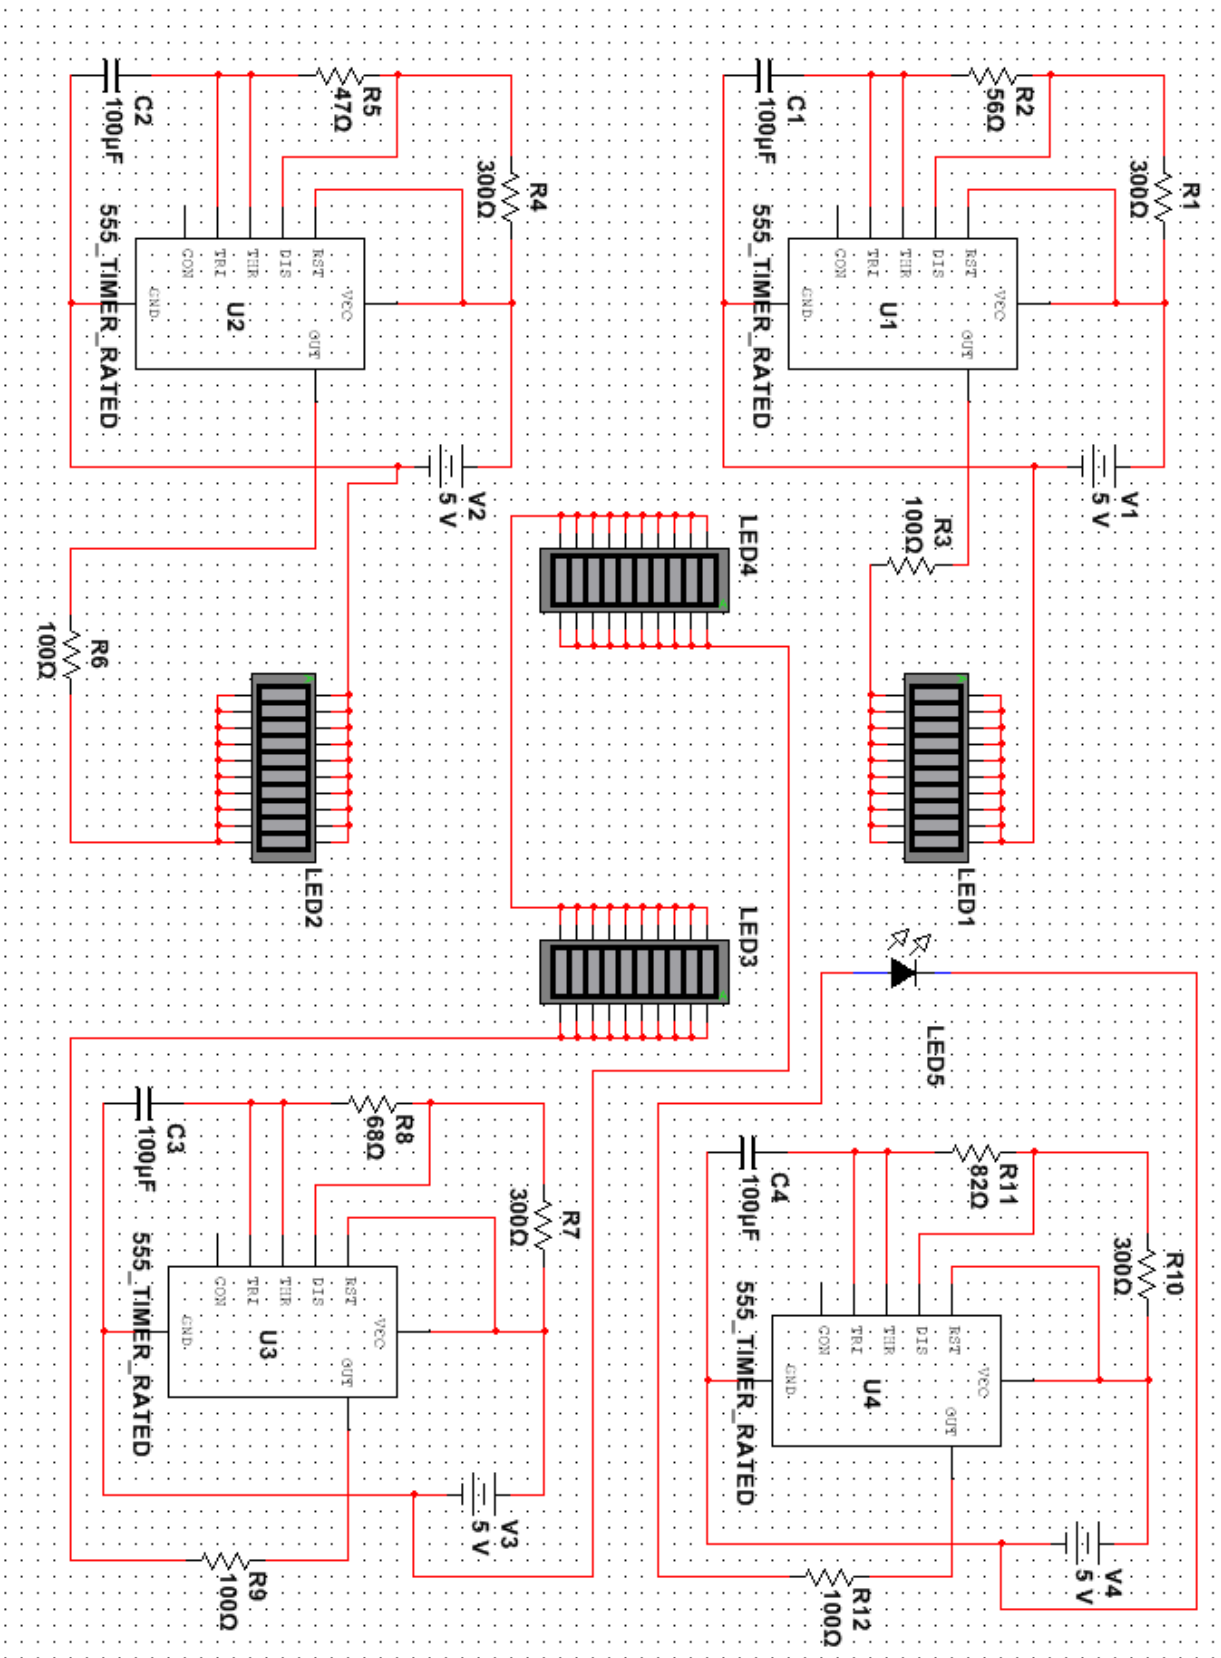 C2
100µF
R5
47Ω
R4
300Ω
555_TIMER_RATED
CON
TRI
THR
DIS
RST
GND
U2
VCC
OUT
V2
5 V
R6
100Ω
LED2
C1
100µF
R2
56Ω
R1
300Ω
555_TIMER_RATED
CON
TRI
THR
DIS
RST
GND
U1
VCC
OUT
V1
5 V
R3
100Ω
LED1
LED4
LED3
LED5
C3
100µF
R8
68Ω
R7
300Ω
555_TIMER_RATED
CON
TRI
THR
DIS
RST
GND
U3
VCC
OUT
V3
5 V
R9
100Ω
C4
100µF
R11
82Ω
R10
300Ω
555_TIMER_RATED
CON
TRI
THR
DIS
RST
GND
U4
VCC
OUT
V4
5 V
R12
100Ω